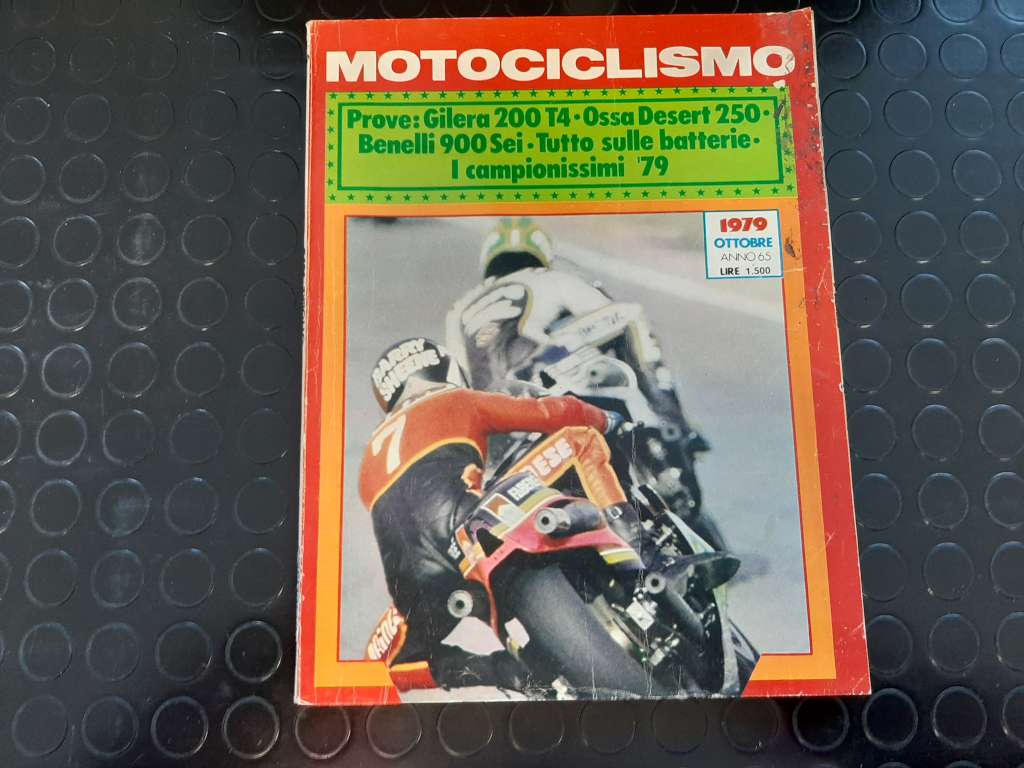 MOTOCICLISMO
Prove: Gilera 200 T4 · Ossa Desert 250 ·
Benelli 900 Sei · Tutto sulle batterie ·
I campionissimi '79
1979
OTTOBRE
ANNO 65
LIRE 1.500
BARRY
SHEENE
7